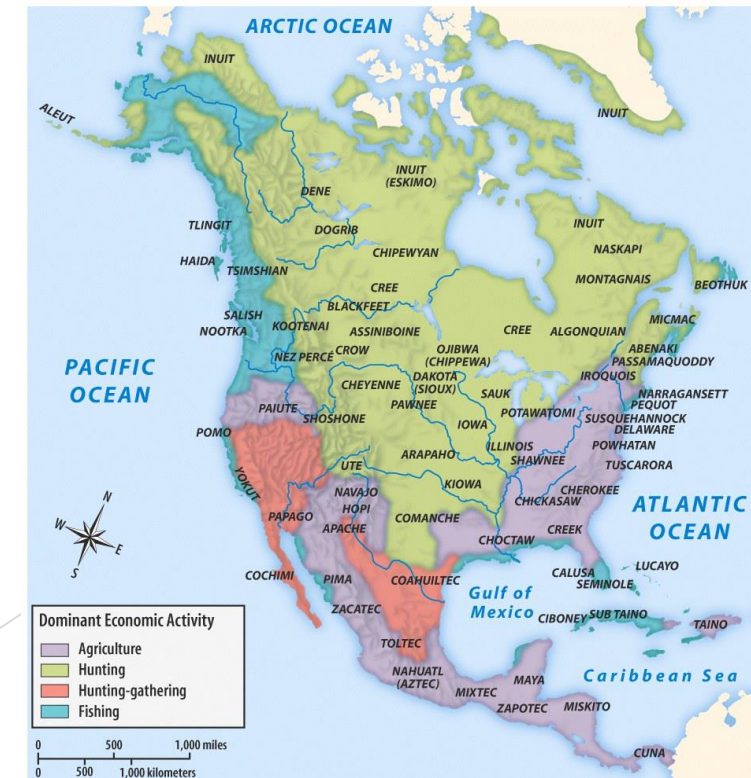 ARCTIC OCEAN
INUIT
ALEUT
INUIT
INUIT
(ESKIMO)
DENE
TLINGIT
DOGRIB
INUIT
NASKAPI
HAIDA
TSIMSHIAN
CHIPEWYAN
MONTAGNAIS
BEOTHUK
CREE
BLACKFEET
SALISH
NOOTKA
KOOTENAI
ASSINIBOINE
CREE
ALGONQUIAN
MICMAC
ABENAKI
PASSAMAQUODDY
NEZ PERCÉ
CROW
OJIBWA
(CHIPPEWA)
IROQUOIS
PACIFIC
OCEAN
CHEYENNE
DAKOTA
(SIOUX)
SAUK
NARRAGANSETT
PEQUOT
PAIUTE
SHOSHONE
PAWNEE
POTAWATOMI
SUSQUEHANNOCK
DELAWARE
POMO
IOWA
ILLINOIS
POWHATAN
YOKUT
UTE
ARAPAHO
SHAWNEE
TUSCARORA
NAVAJO
HOPI
KIOWA
CHEROKEE
CHICKASAW
ATLANTIC
OCEAN
PAPAGO
APACHE
COMANCHE
CREEK
CHOCTAW
N
W
E
S
COCHIMI
PIMA
COAHUILTEC
CALUSA
SEMINOLE
LUCAYO
ZACATEC
Gulf of
Mexico
CIBONEY
SUB TAINO
TAINO
TOLTEC
NAHUATL
(AZTEC)
MIXTEC
MAYA
ZAPOTEC
MISKITO
Caribbean Sea
CUNA
Dominant Economic Activity
Agriculture
Hunting
Hunting-gathering
Fishing
0 500 1,000 miles
0 500 1,000 kilometers